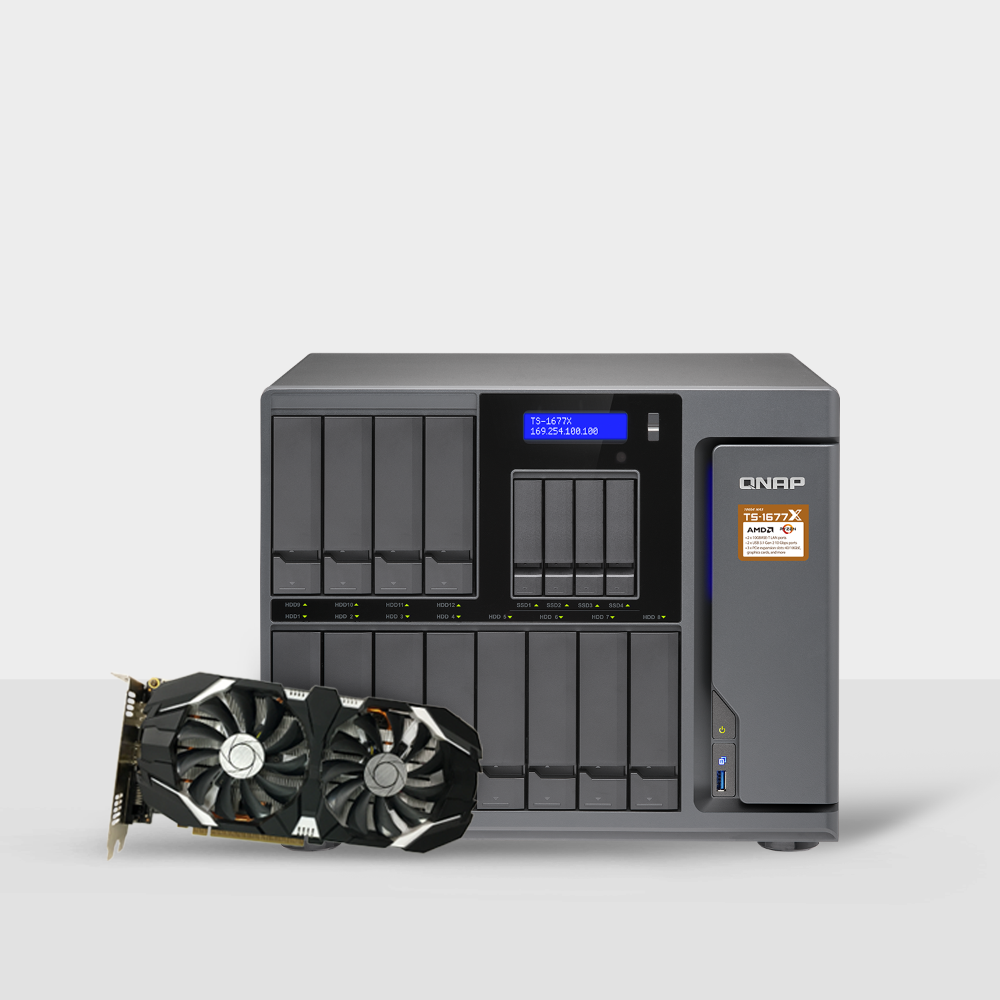 TS-1677X
169.254.100.100
QNAP
10GbE NAS
TS-1677X
AMD RYZEN
• 2 x 10GBASE-T LAN ports
• 2 x USB 3.1 Gen 2 10 Gbps ports
• 3 x PCIe expansion slots: 40/10GbE,
graphics cards, and more
HDD9 HDD10 HDD11 HDD12 SSD1 SSD2 SSD3 SSD4
HDD1 HDD 2 HDD 3 HDD 4 HDD 5 HDD 6 HDD 7 HDD 8